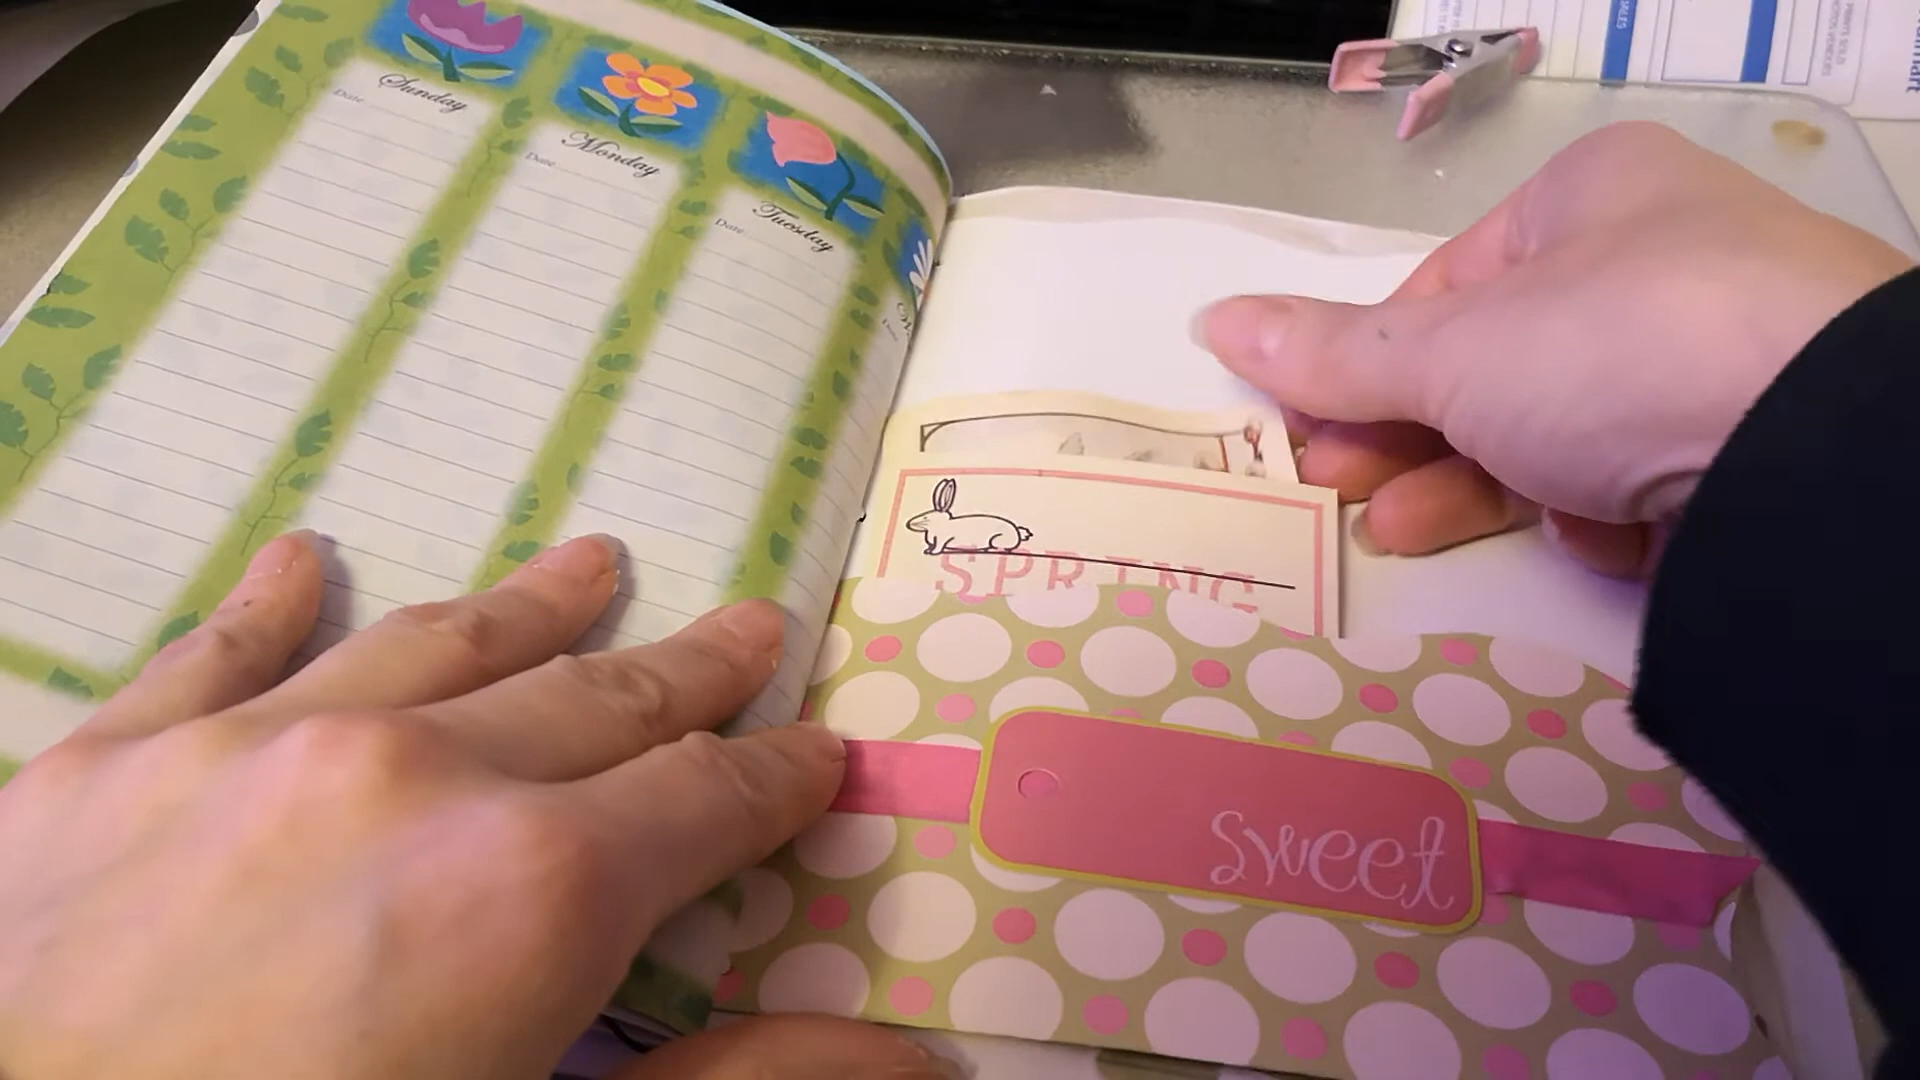 Sunday
Date
Monday
Date
Tuesday
Date
SPRING
sweet